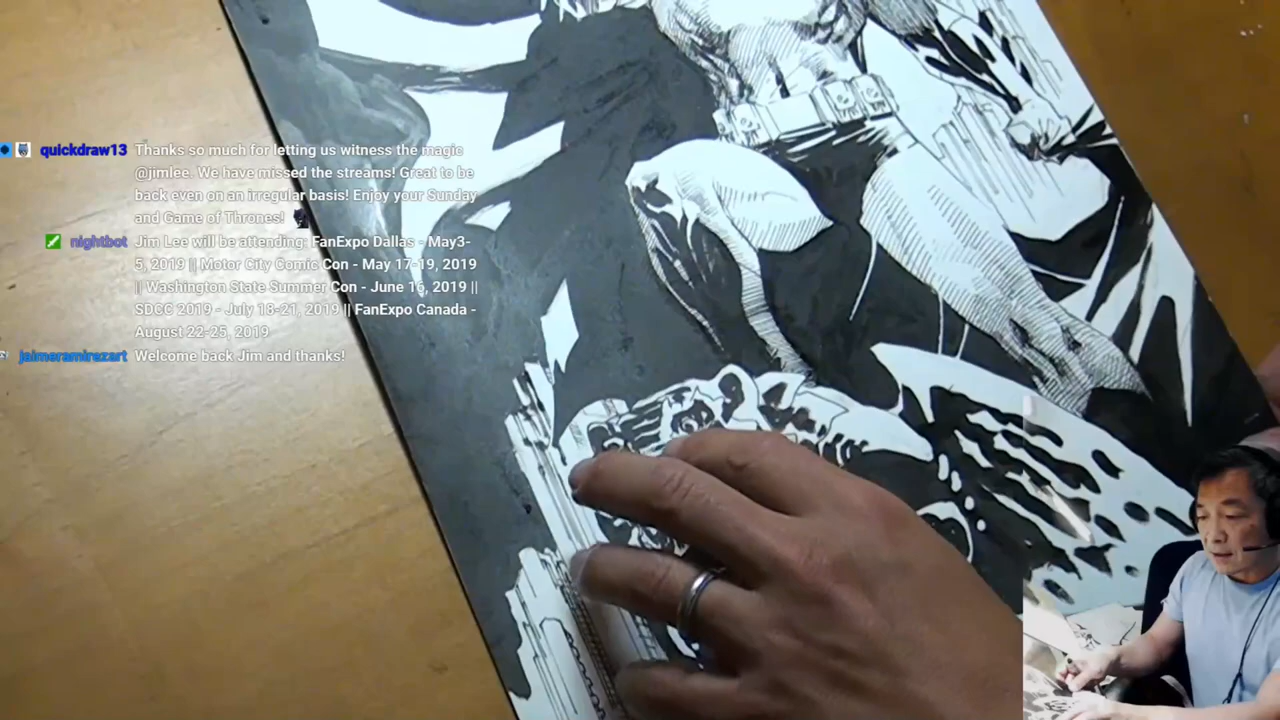 quickdraw13 Thanks so much for letting us witness the magic
@jimlee. We have missed the streams! Great to be
back even on an irregular basis! Enjoy your Sunday
and Game of Thrones!
nightbot Jim Lee will be attending: FanExpo Dallas - May3-
5, 2019 || Motor City Comic Con - May 17-19, 2019
|| Washington State Summer Con - June 16, 2019 ||
SDCC 2019 - July 18-21, 2019 || FanExpo Canada -
August 22-25, 2019
jaimeramirezart Welcome back Jim and thanks!